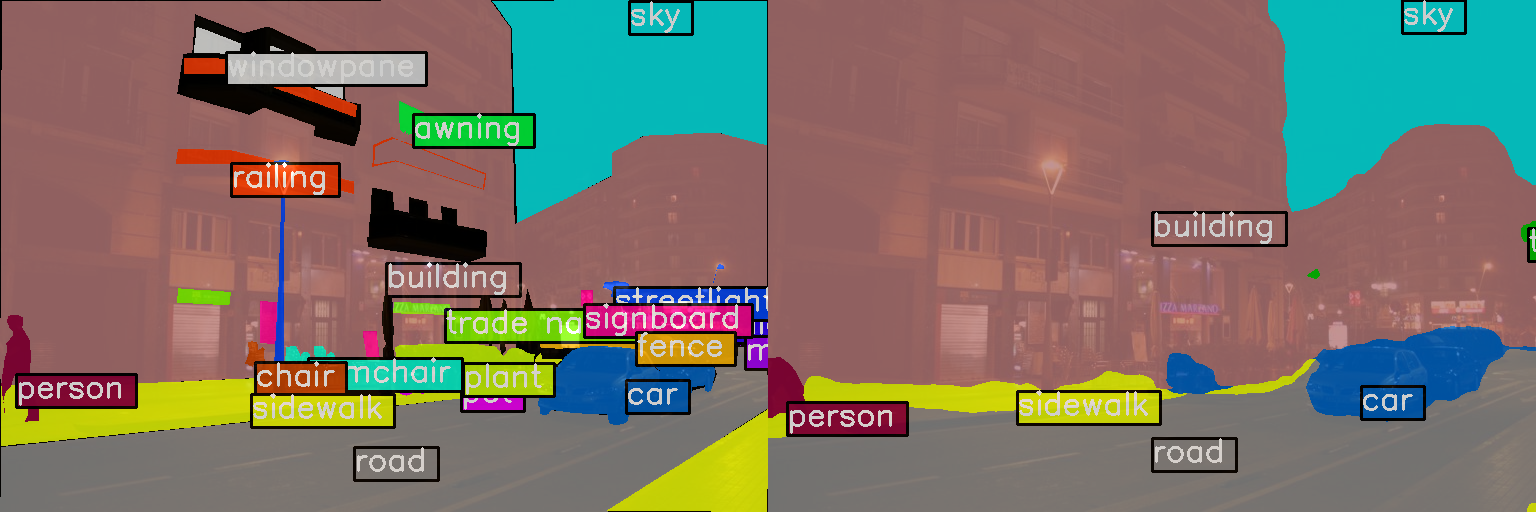 sky
windowpane
awning
railing
building
streetlight
trade na
signboard
fence
chair
mchair
plant
pot
car
person
sidewalk
road
sky
building
person
sidewalk
car
road